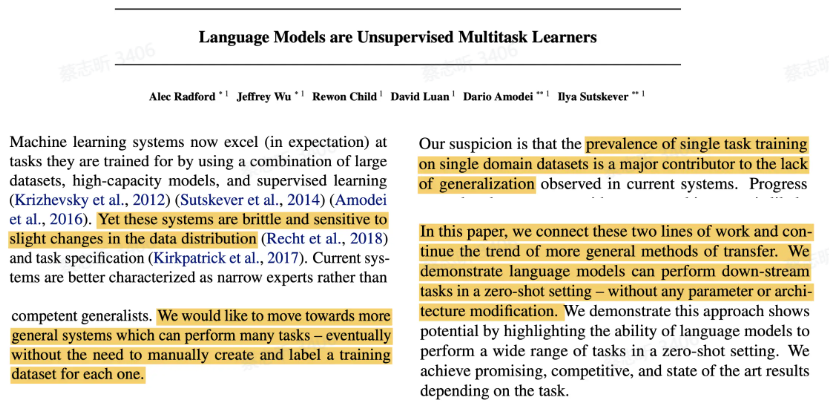 Language Models are Unsupervised Multitask Learners
Alec Radford * 1 Jeffrey Wu * 1 Rewon Child 1 David Luan 1 Dario Amodei ** 1 Ilya Sutskever ** 1
Machine learning systems now excel (in expectation) at
tasks they are trained for by using a combination of large
datasets, high-capacity models, and supervised learning
(Krizhevsky et al., 2012) (Sutskever et al., 2014) (Amodei
et al., 2016). Yet these systems are brittle and sensitive to
slight changes in the data distribution (Recht et al., 2018)
and task specification (Kirkpatrick et al., 2017). Current sys-
tems are better characterized as narrow experts rather than
competent generalists. We would like to move towards more
general systems which can perform many tasks – eventually
without the need to manually create and label a training
dataset for each one.
Our suspicion is that the prevalence of single task training
on single domain datasets is a major contributor to the lack
of generalization observed in current systems. Progress
In this paper, we connect these two lines of work and con-
tinue the trend of more general methods of transfer. We
demonstrate language models can perform down-stream
tasks in a zero-shot setting – without any parameter or archi-
tecture modification. We demonstrate this approach shows
potential by highlighting the ability of language models to
perform a wide range of tasks in a zero-shot setting. We
achieve promising, competitive, and state of the art results
depending on the task.
蔡志昕 3406